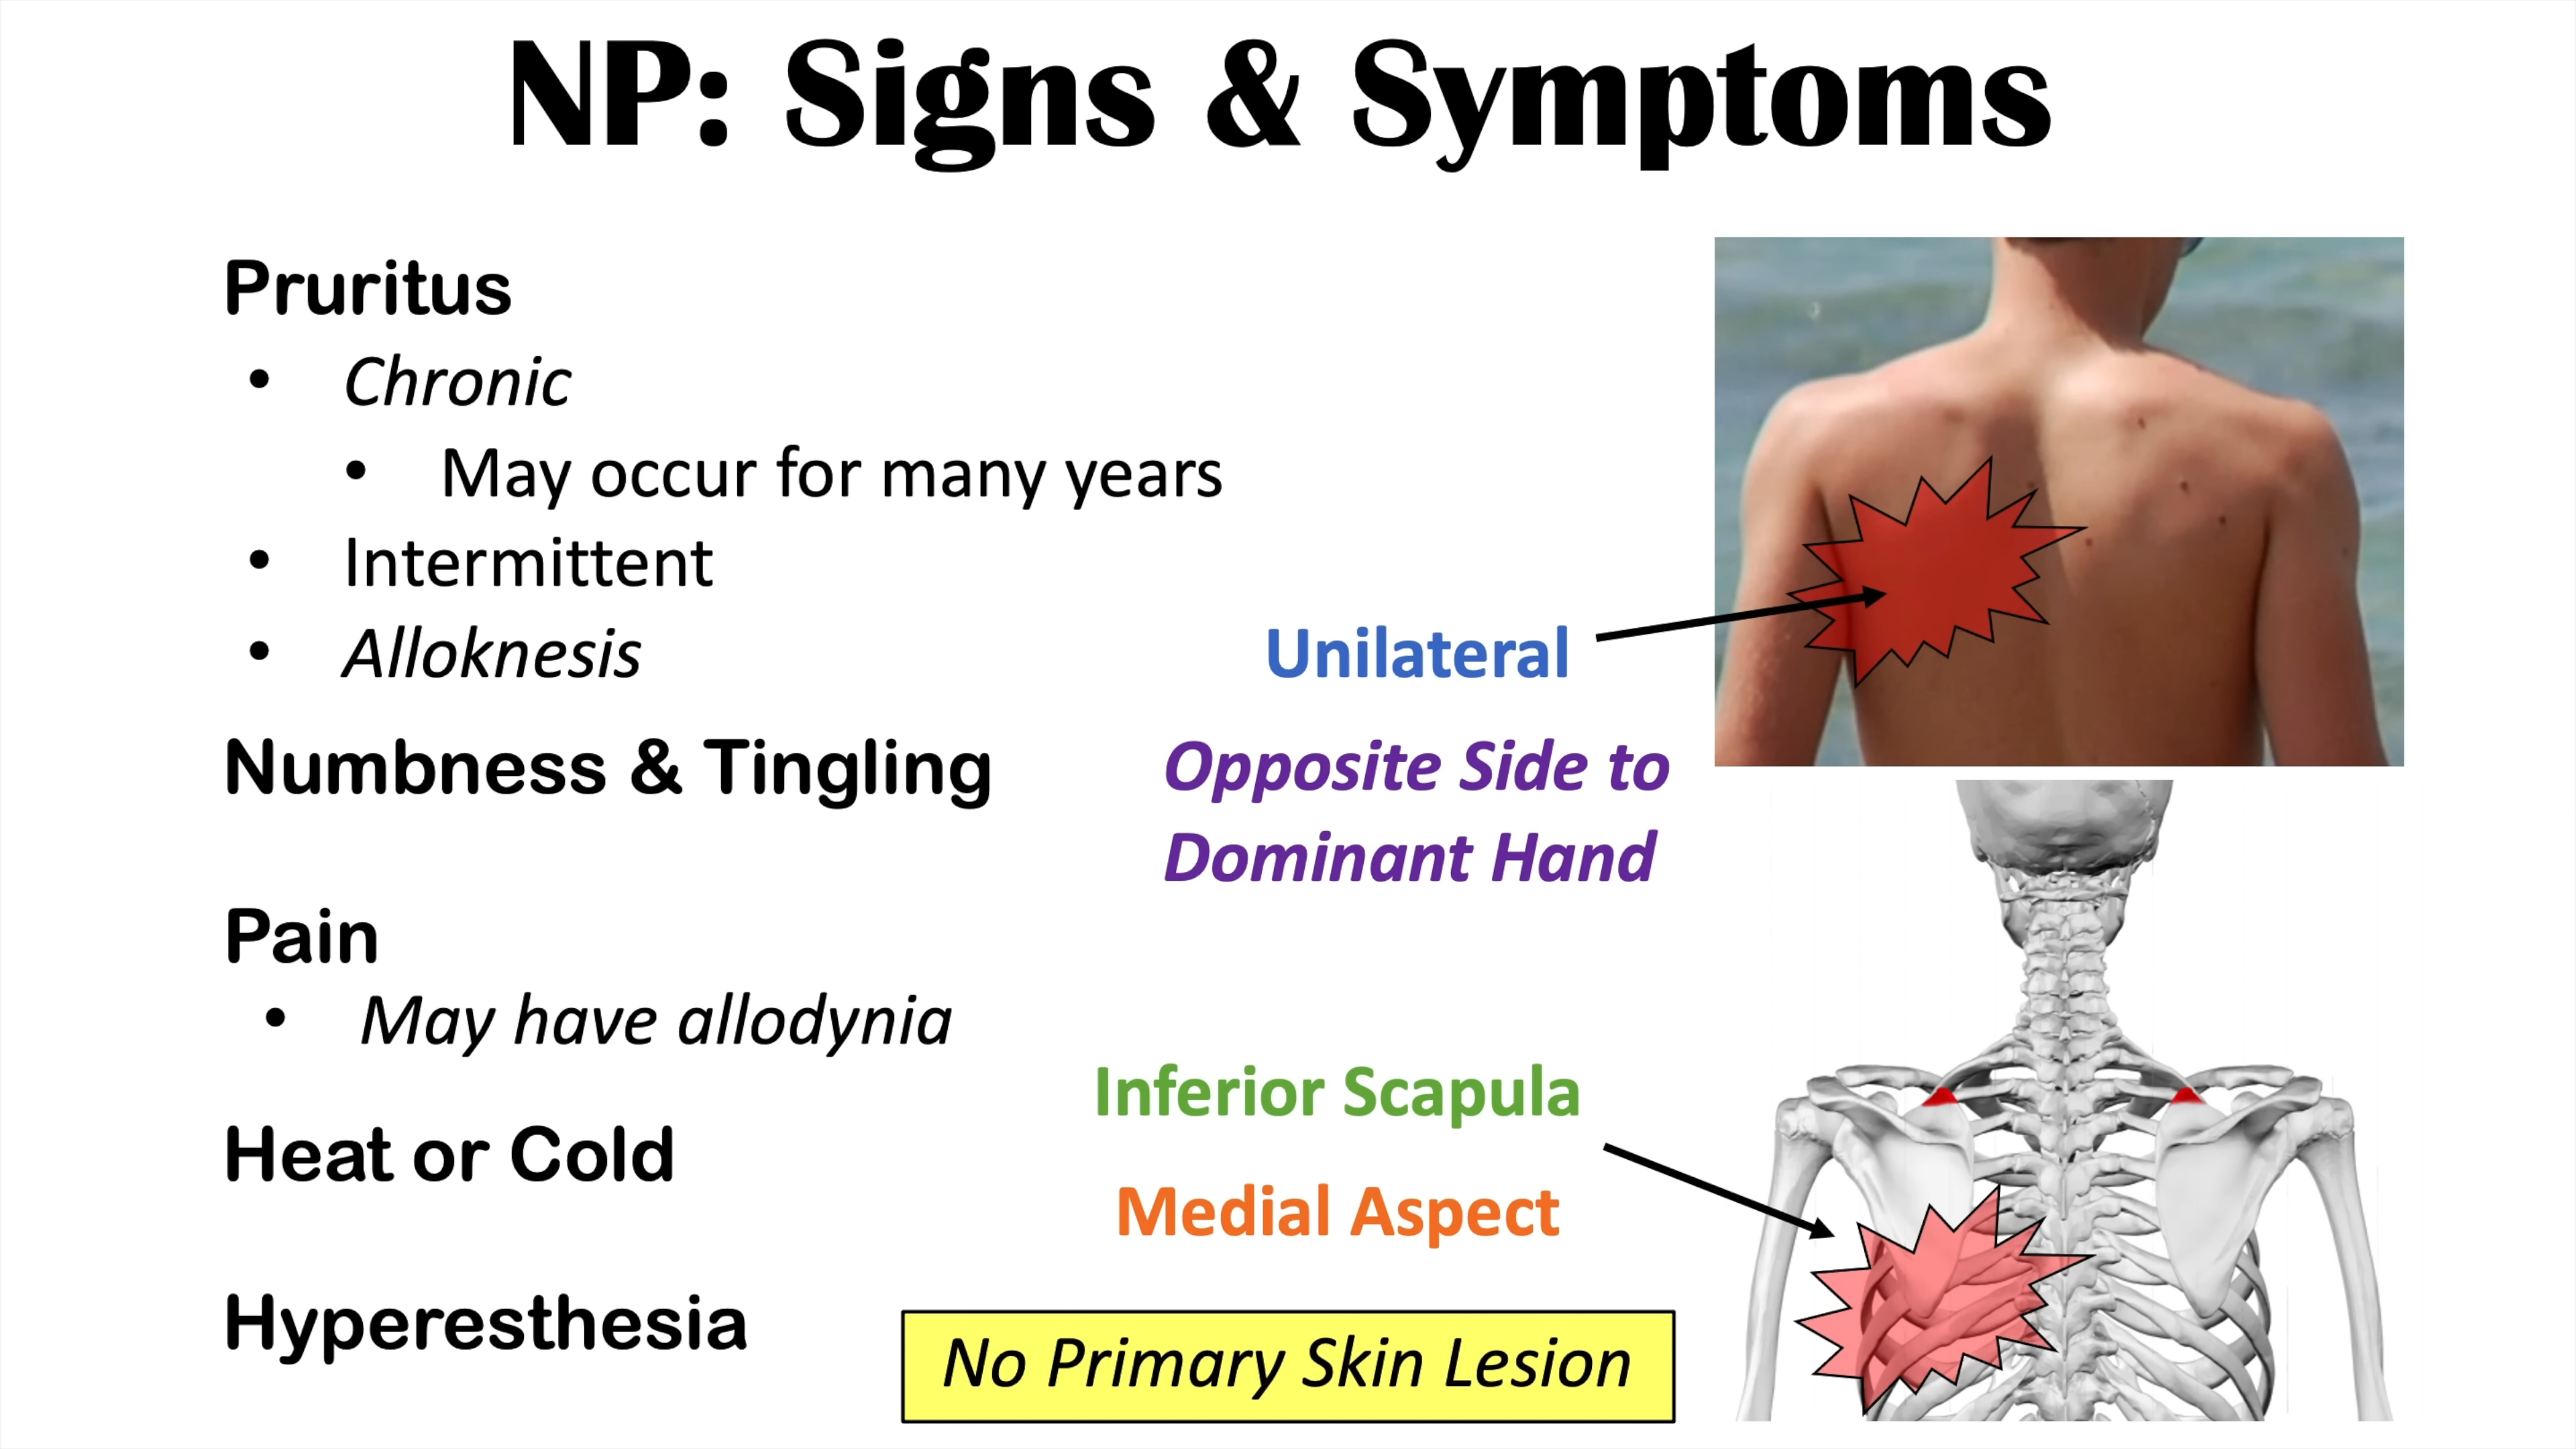 NP: Signs & Symptoms
Pruritus
• Chronic
• May occur for many years
• Intermittent
• Alloknesis
Numbness & Tingling
Pain
• May have allodynia
Heat or Cold
Hyperesthesia
Unilateral
Opposite Side to
Dominant Hand
Inferior Scapula
Medial Aspect
No Primary Skin Lesion